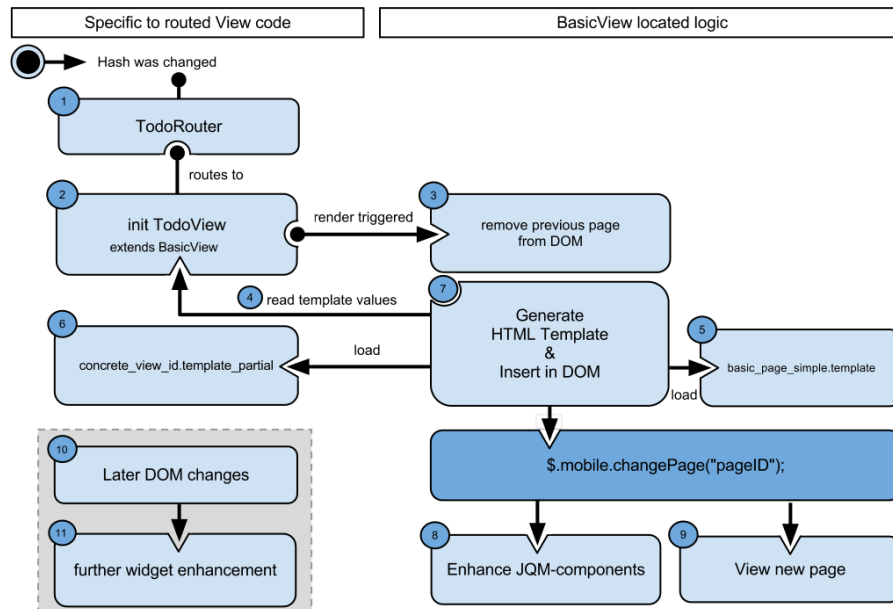 Specific to routed View code
BasicView located logic
Hash was changed
1
TodoRouter
routes to
2
init TodoView
extends BasicView
render triggered
3
remove previous page
from DOM
4
read template values
7
Generate
HTML Template
&
Insert in DOM
6
concrete_view_id.template_partial
load
5
basic_page_simple.template
load
$.mobile.changePage("pageID");
10
Later DOM changes
11
further widget enhancement
8
Enhance JQM-components
9
View new page